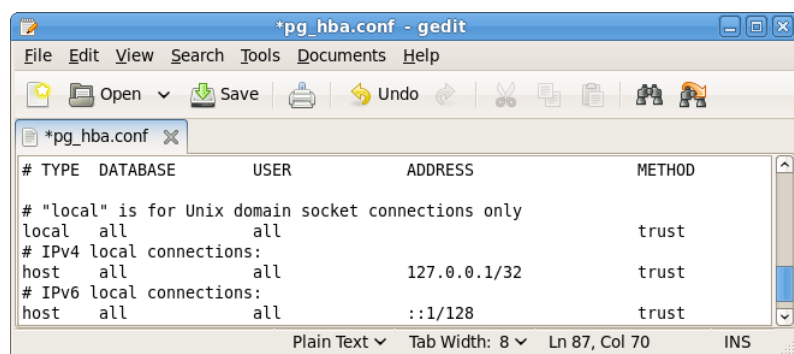 *pg_hba.conf - gedit
File Edit View Search Tools Documents Help
Open Save Undo
*pg_hba.conf
# TYPE DATABASE USER ADDRESS METHOD
# "local" is for Unix domain socket connections only
local all all trust
# IPv4 local connections:
host all all 127.0.0.1/32 trust
# IPv6 local connections:
host all all ::1/128 trust
Plain Text Tab Width: 8 Ln 87, Col 70 INS